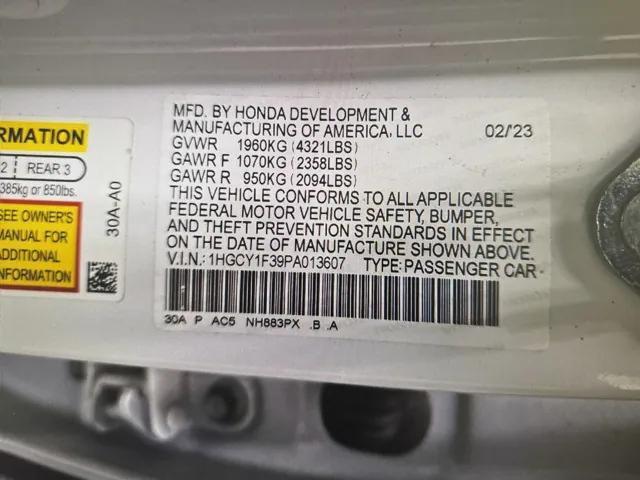 RMATION
2 REAR 3
385kg or 850lbs.
SEE OWNER'S
MANUAL FOR
ADDITIONAL
INFORMATION
30A-A0
MFD. BY HONDA DEVELOPMENT &
MANUFACTURING OF AMERICA, LLC 02/'23
GVWR 1960KG (4321LBS)
GAWR F 1070KG (2358LBS)
GAWR R 950KG (2094LBS)
THIS VEHICLE CONFORMS TO ALL APPLICABLE
FEDERAL MOTOR VEHICLE SAFETY, BUMPER,
AND THEFT PREVENTION STANDARDS IN EFFECT
ON THE DATE OF MANUFACTURE SHOWN ABOVE.
V.I.N.: 1HGCY1F39PA013607 TYPE: PASSENGER CAR
30A P AC5 NH883PX .B .A